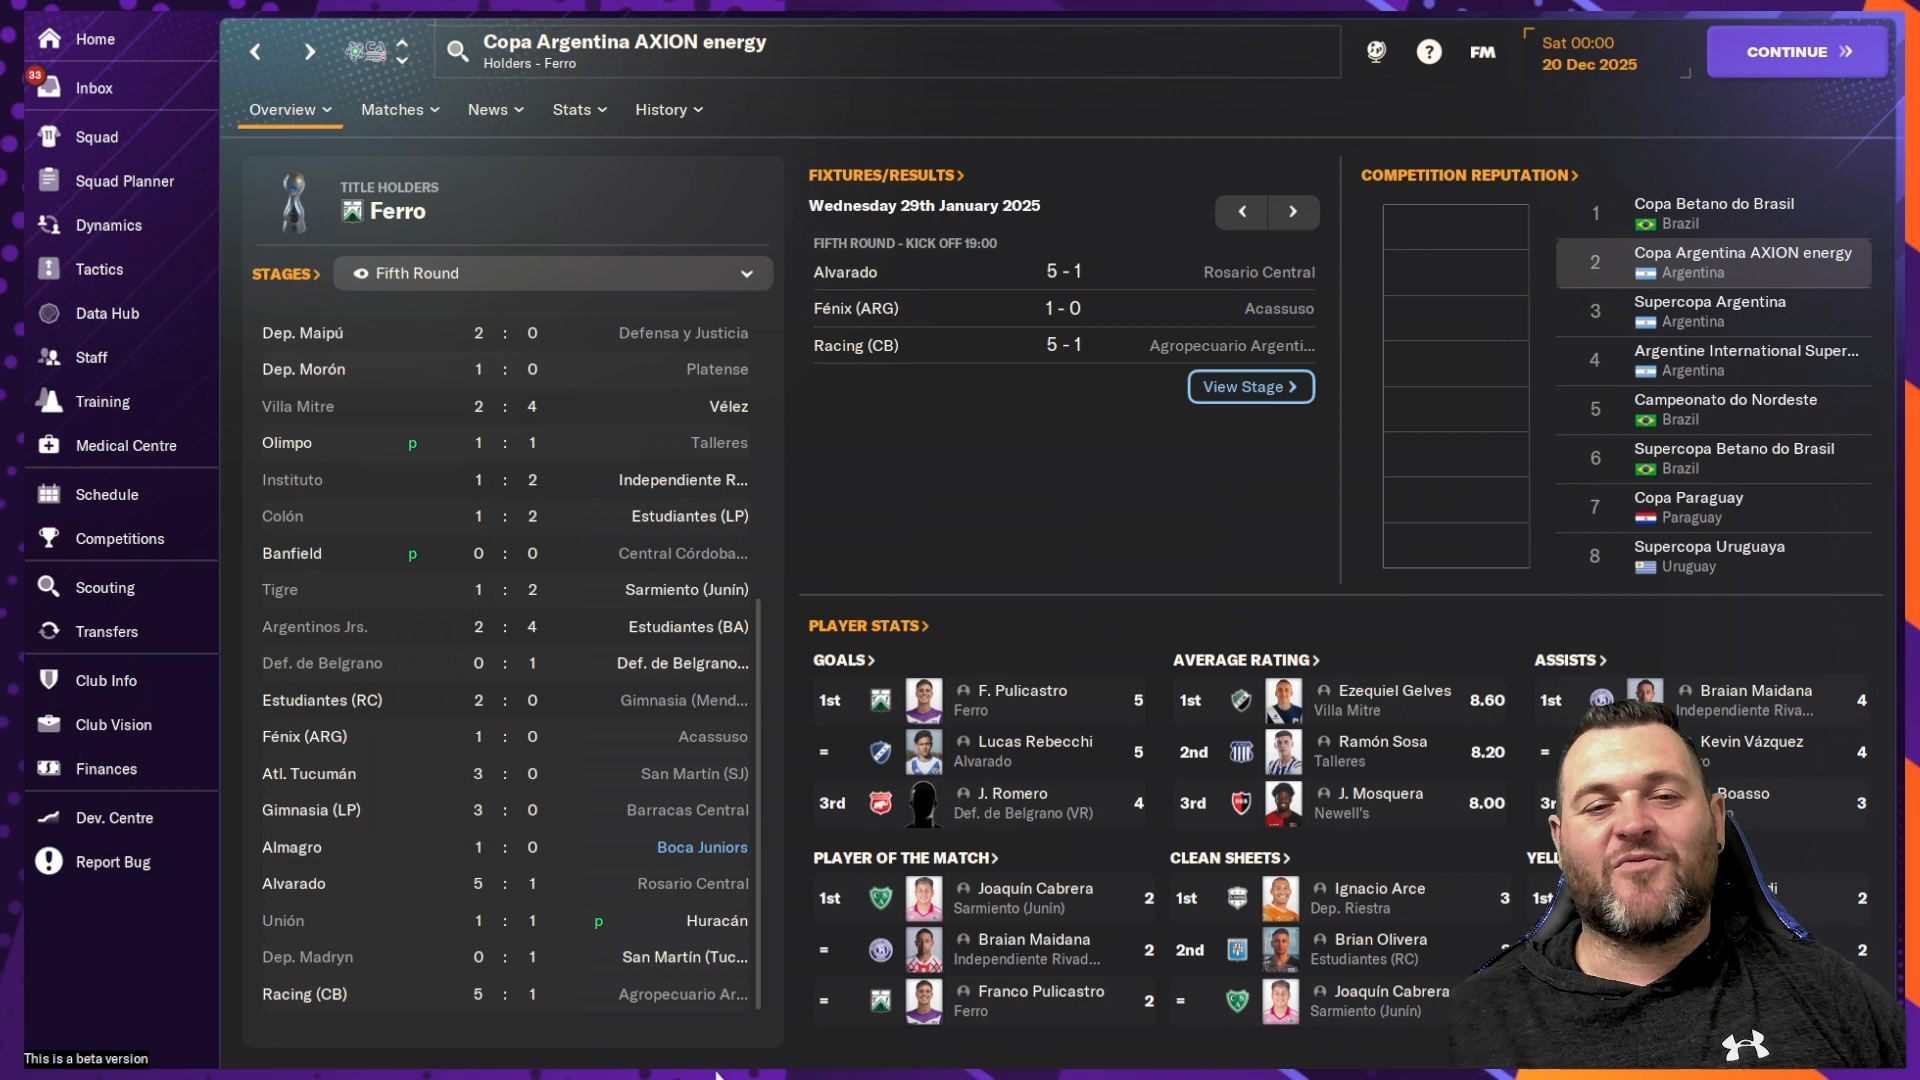 Home
33
Inbox
Squad
Squad Planner
Dynamics
Tactics
Data Hub
Staff
Training
Medical Centre
Schedule
Competitions
Scouting
Transfers
Club Info
Club Vision
Finances
Dev. Centre
Report Bug
This is a beta version
Copa Argentina AXION energy
Holders - Ferro
FM
Sat 00:00
20 Dec 2025
CONTINUE
Overview
Matches
News
Stats
History
TITLE HOLDERS
Ferro
STAGES
Fifth Round
Dep. Maipú 2 : 0 Defensa y Justicia
Dep. Morón 1 : 0 Platense
Villa Mitre 2 : 4 Vélez
Olimpo p 1 : 1 Talleres
Instituto 1 : 2 Independiente R...
Colón 1 : 2 Estudiantes (LP)
Banfield p 0 : 0 Central Córdoba...
Tigre 1 : 2 Sarmiento (Junín)
Argentinos Jrs. 2 : 4 Estudiantes (BA)
Def. de Belgrano 0 : 1 Def. de Belgrano...
Estudiantes (RC) 2 : 0 Gimnasia (Mend...
Fénix (ARG) 1 : 0 Acassuso
Atl. Tucumán 3 : 0 San Martín (SJ)
Gimnasia (LP) 3 : 0 Barracas Central
Almagro 1 : 0 Boca Juniors
Alvarado 5 : 1 Rosario Central
Unión 1 : 1 p Huracán
Dep. Madryn 0 : 1 San Martín (Tuc...
Racing (CB) 5 : 1 Agropecuario Ar...
FIXTURES/RESULTS
Wednesday 29th January 2025
FIFTH ROUND - KICK OFF 19:00
Alvarado 5 - 1 Rosario Central
Fénix (ARG) 1 - 0 Acassuso
Racing (CB) 5 - 1 Agropecuario Argenti...
View Stage
COMPETITION REPUTATION
1 Copa Betano do Brasil
Brazil
2 Copa Argentina AXION energy
Argentina
3 Supercopa Argentina
Argentina
4 Argentine International Super...
Argentina
5 Campeonato do Nordeste
Brazil
6 Supercopa Betano do Brasil
Brazil
7 Copa Paraguay
Paraguay
8 Supercopa Uruguaya
Uruguay
PLAYER STATS
GOALS
1st F. Pulicastro 5
Ferro
= Lucas Rebecchi 5
Alvarado
3rd J. Romero 4
Def. de Belgrano (VR)
AVERAGE RATING
1st Ezequiel Gelves 8.60
Villa Mitre
2nd Ramón Sosa 8.20
Talleres
3rd J. Mosquera 8.00
Newell's
ASSISTS
1st Braian Maidana 4
Independiente Riva...
= Kevin Vázquez 4
3
PLAYER OF THE MATCH
1st Joaquín Cabrera 2
Sarmiento (Junín)
= Braian Maidana 2
Independiente Rivad...
= Franco Pulicastro 2
Ferro
CLEAN SHEETS
1st Ignacio Arce 3
Dep. Riestra
2nd Brian Olivera
Estudiantes (RC)
= Joaquín Cabrera
Sarmiento (Junín)
1st 2
2